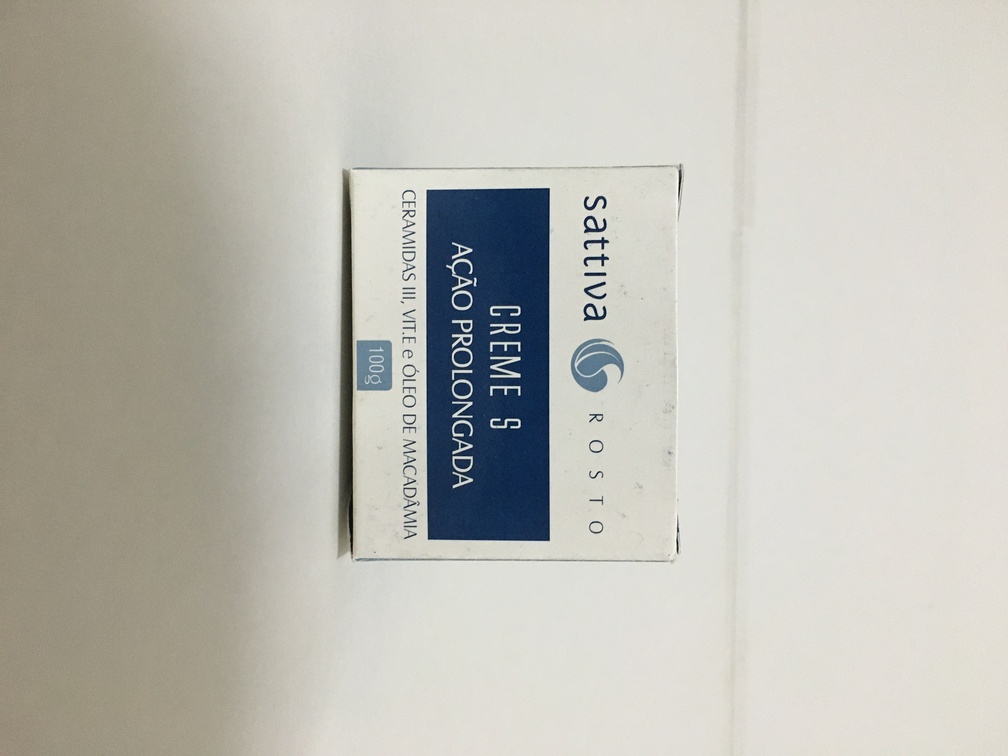 sattiva ROSTO
CREME S
AÇÃO PROLONGADA
CERAMIDAS III, VIT.E e ÓLEO DE MACADÂMIA
100g